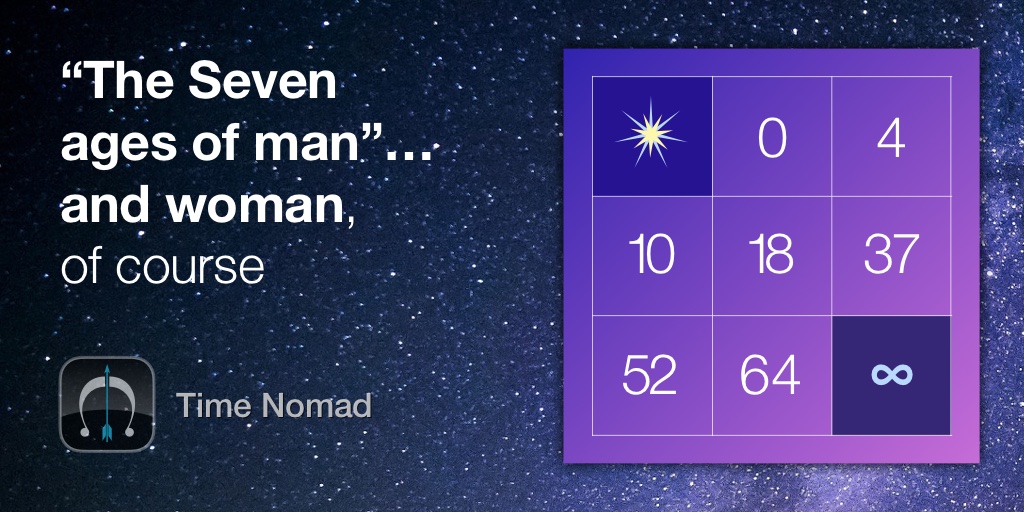 “The Seven
ages of man”…
and woman,
of course
Time Nomad
0 4
10 18 37
52 64 ∞